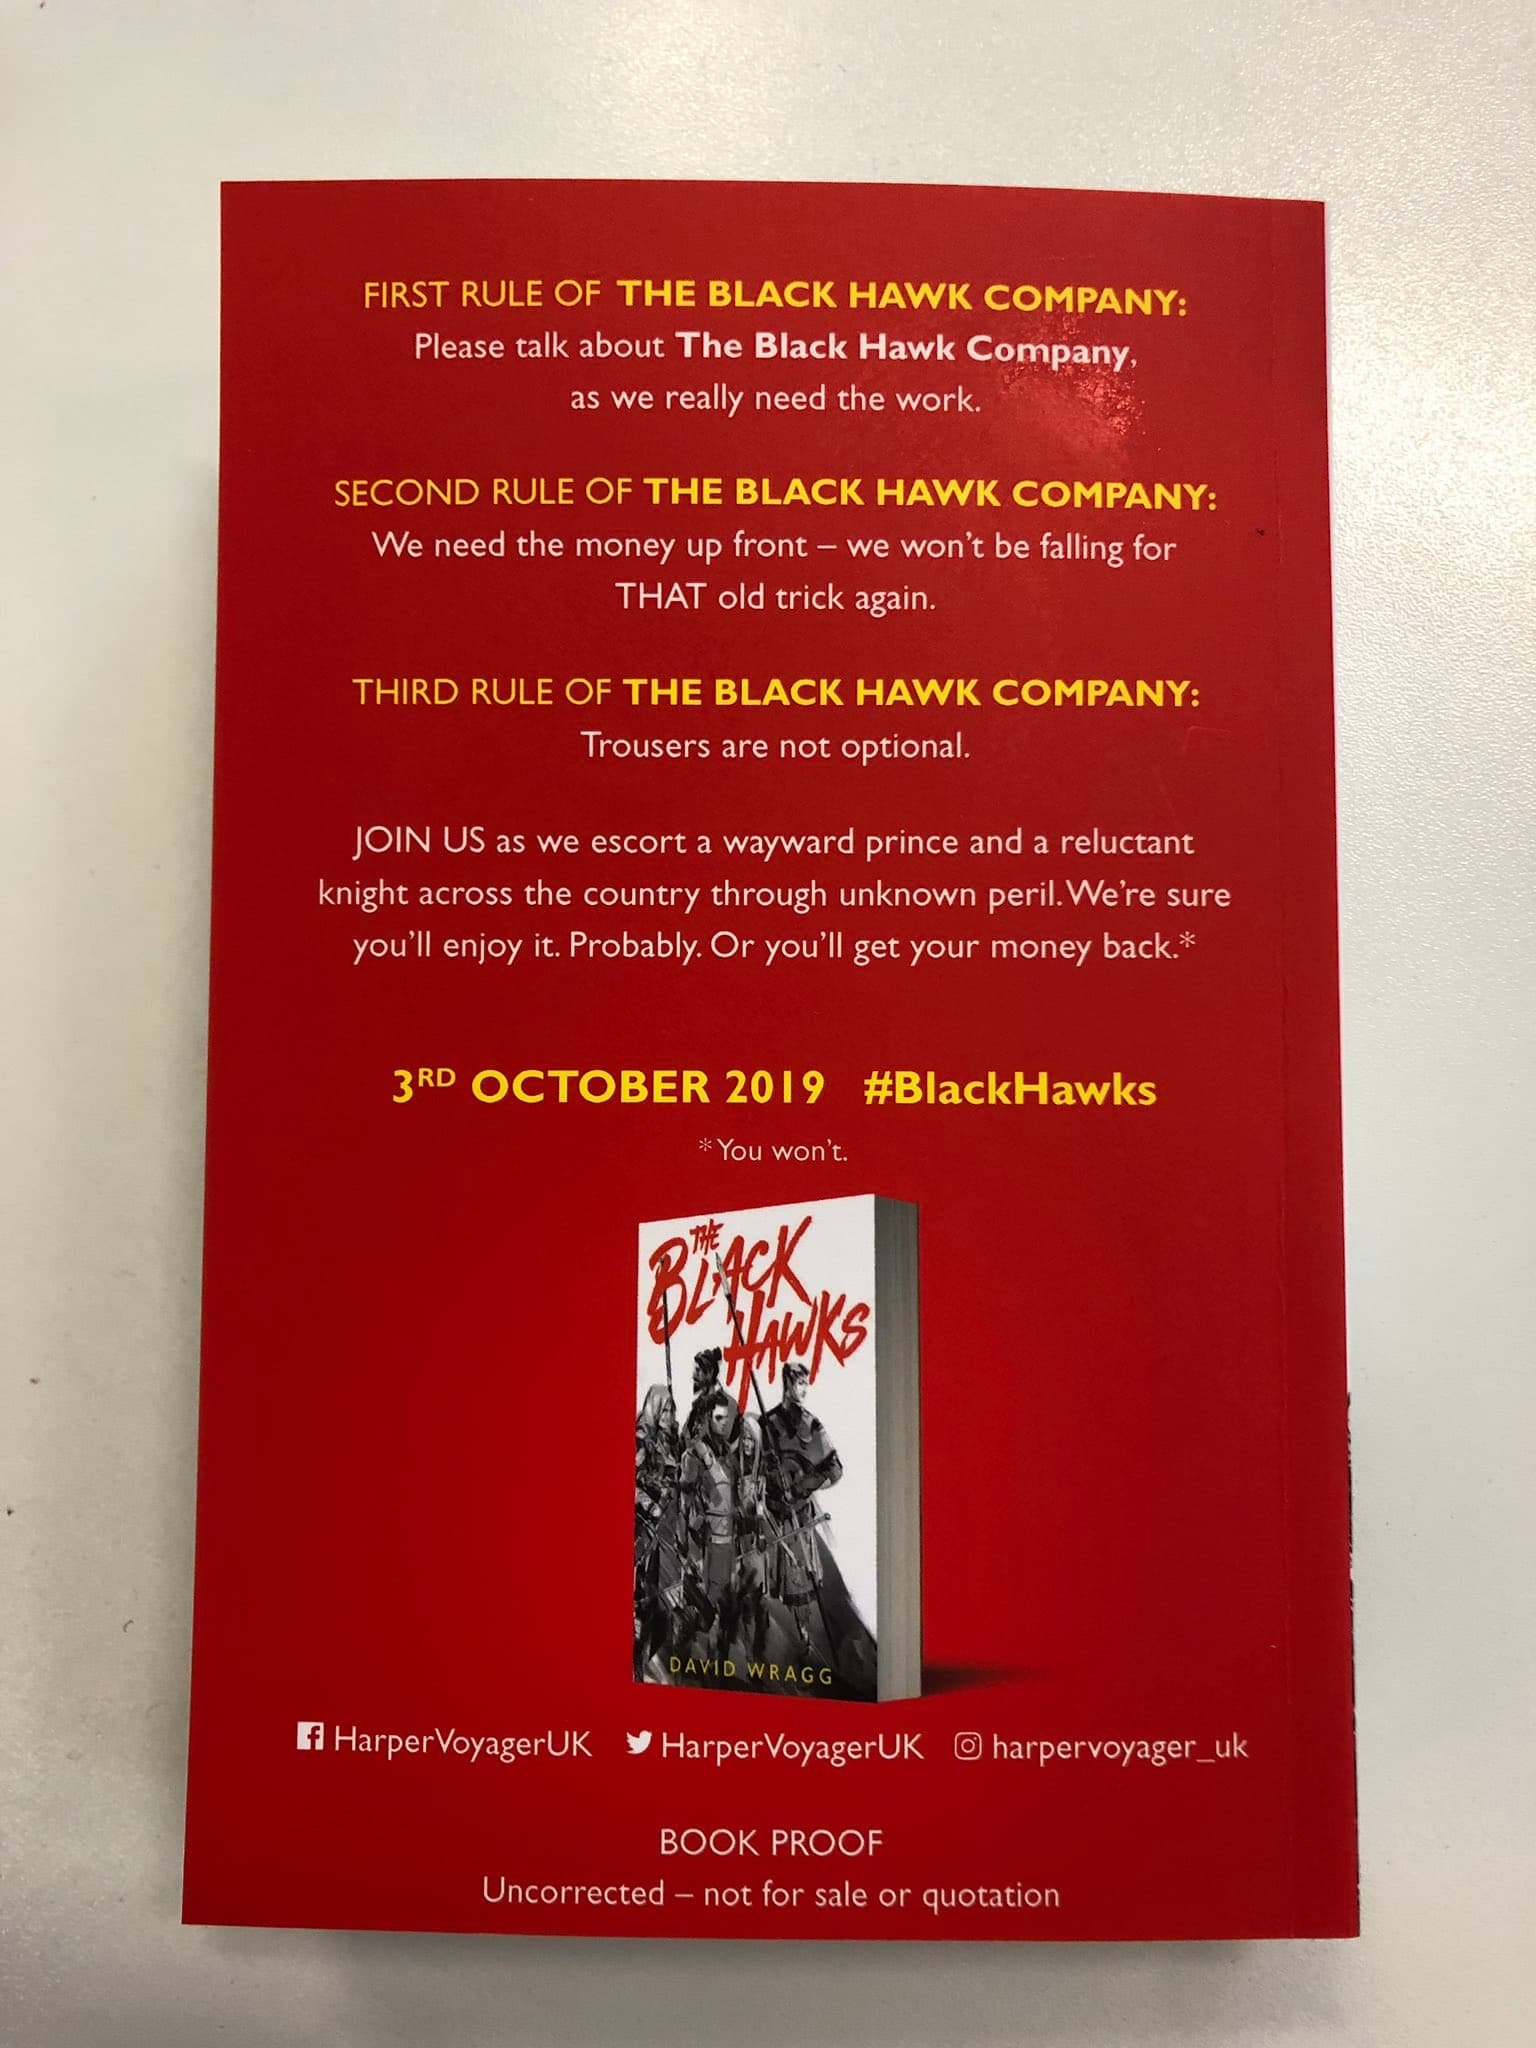 FIRST RULE OF THE BLACK HAWK COMPANY:
Please talk about The Black Hawk Company,
as we really need the work.
SECOND RULE OF THE BLACK HAWK COMPANY:
We need the money up front – we won't be falling for
THAT old trick again.
THIRD RULE OF THE BLACK HAWK COMPANY:
Trousers are not optional.
JOIN US as we escort a wayward prince and a reluctant
knight across the country through unknown peril. We're sure
you'll enjoy it. Probably. Or you'll get your money back.*
3RD OCTOBER 2019 #BlackHawks
*You won't.
THE
BLACK
HAWKS
DAVID WRAGG
HarperVoyagerUK HarperVoyagerUK harpervoyager_uk
BOOK PROOF
Uncorrected – not for sale or quotation